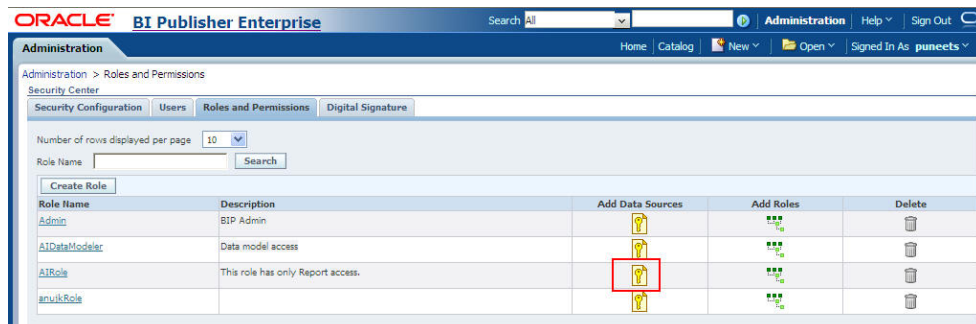 ORACLE BI Publisher Enterprise Search All Administration Help Sign Out
Administration Home Catalog New Open Signed In As puneets
Administration > Roles and Permissions
Security Center
Security Configuration Users Roles and Permissions Digital Signature
Number of rows displayed per page 10
Role Name Search
Create Role
Role Name Description Add Data Sources Add Roles Delete
Admin BIP Admin
AIDataModeler Data model access
AIRole This role has only Report access.
anujkRole